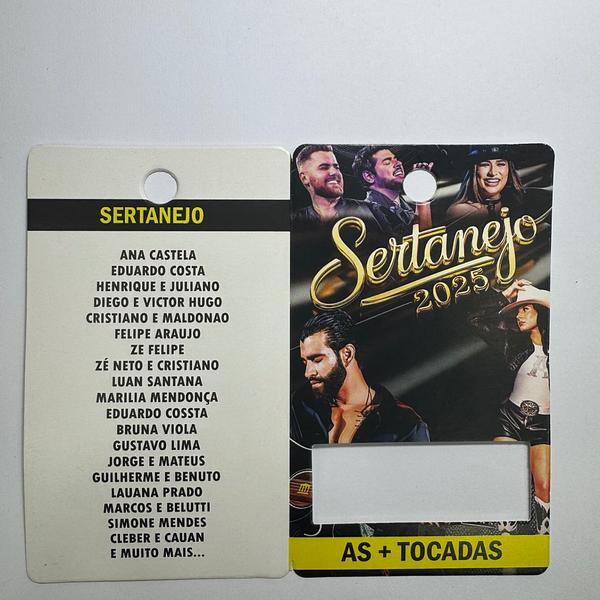 SERTANEJO
ANA CASTELA
EDUARDO COSTA
HENRIQUE E JULIANO
DIEGO E VICTOR HUGO
CRISTIANO E MALDONAO
FELIPE ARAUJO
ZE FELIPE
ZÉ NETO E CRISTIANO
LUAN SANTANA
MARILIA MENDONÇA
EDUARDO COSSTA
BRUNA VIOLA
GUSTAVO LIMA
JORGE E MATEUS
GUILHERME E BENUTO
LAUANA PRADO
MARCOS E BELUTTI
SIMONE MENDES
CLEBER E CAUAN
E MUITO MAIS...
Sertanejo
2025
AS + TOCADAS